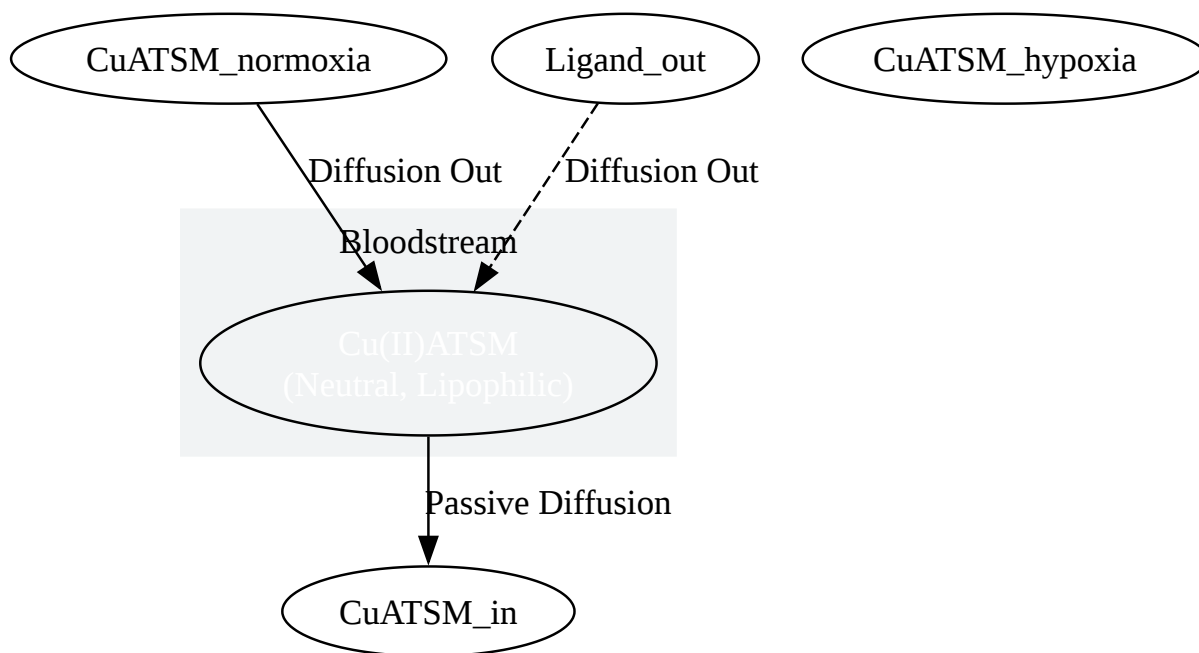 CuATSM_normoxia
Ligand_out
CuATSM_hypoxia
Diffusion Out
Diffusion Out
Bloodstream
Cu(II)ATSM
(Neutral, Lipophilic)
Passive Diffusion
CuATSM_in